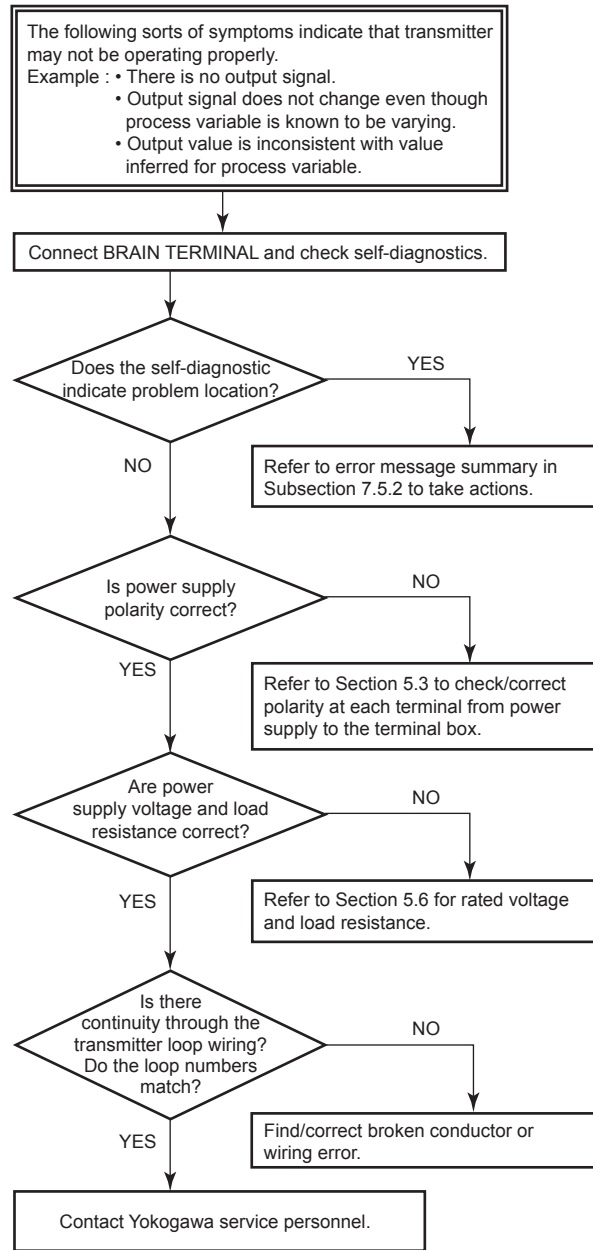 The following sorts of symptoms indicate that transmitter
may not be operating properly.
Example : • There is no output signal.
• Output signal does not change even though
process variable is known to be varying.
• Output value is inconsistent with value
inferred for process variable.
Connect BRAIN TERMINAL and check self-diagnostics.
Does the self-diagnostic
indicate problem location?
YES
NO
Refer to error message summary in
Subsection 7.5.2 to take actions.
Is power supply
polarity correct?
NO
YES
Refer to Section 5.3 to check/correct
polarity at each terminal from power
supply to the terminal box.
Are power
supply voltage and load
resistance correct?
NO
YES
Refer to Section 5.6 for rated voltage
and load resistance.
Is there
continuity through the
transmitter loop wiring?
Do the loop numbers
match?
NO
YES
Find/correct broken conductor or
wiring error.
Contact Yokogawa service personnel.